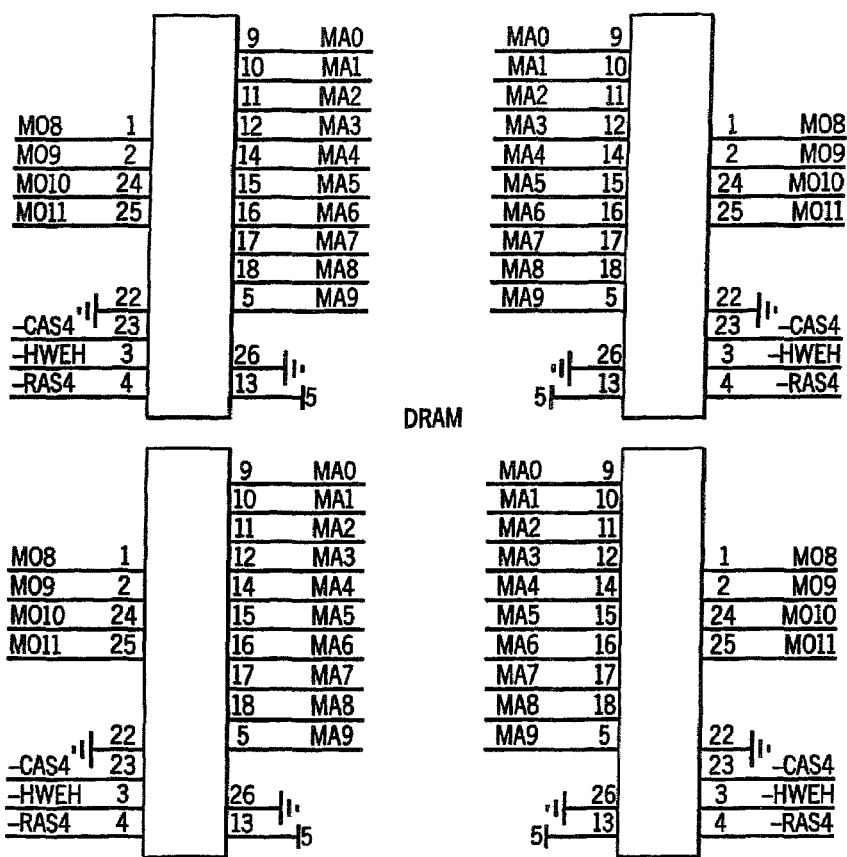 9 MA0 MA0 9
10 MA1 MA1 10
11 MA2 MA2 11
MO8 1 12 MA3 MA3 12 1 MO8
MO9 2 14 MA4 MA4 14 2 MO9
MO10 24 15 MA5 MA5 15 24 MO10
MO11 25 16 MA6 MA6 16 25 MO11
17 MA7 MA7 17
18 MA8 MA8 18
22 5 MA9 MA9 5 22
-CAS4 23 23 -CAS4
-HWEH 3 26 26 3 -HWEH
-RAS4 4 13 5 5 13 4 -RAS4
DRAM
9 MA0 MA0 9
10 MA1 MA1 10
11 MA2 MA2 11
MO8 1 12 MA3 MA3 12 1 MO8
MO9 2 14 MA4 MA4 14 2 MO9
MO10 24 15 MA5 MA5 15 24 MO10
MO11 25 16 MA6 MA6 16 25 MO11
17 MA7 MA7 17
18 MA8 MA8 18
22 5 MA9 MA9 5 22
-CAS4 23 23 -CAS4
-HWEH 3 26 26 3 -HWEH
-RAS4 4 13 5 5 13 4 -RAS4